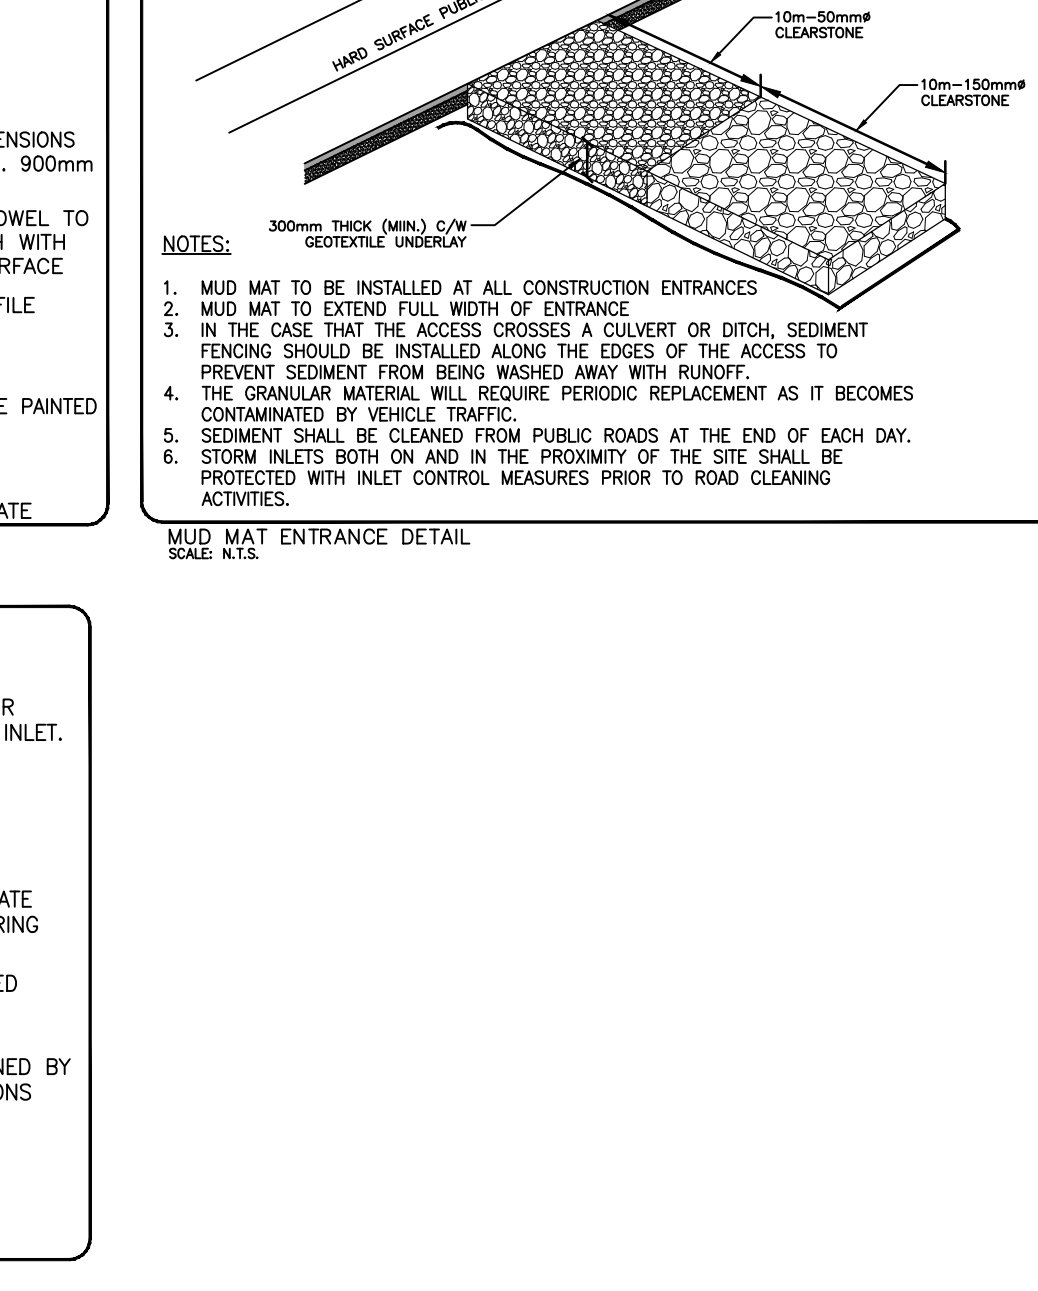 10m-50mmø
CLEARSTONE
HARD SURFACE
10m-150mmø
CLEARSTONE
300mm THICK (MIIN.) C/W
GEOTEXTILE UNDERLAY
NOTES:
1. MUD MAT TO BE INSTALLED AT ALL CONSTRUCTION ENTRANCES
2. MUD MAT TO EXTEND FULL WIDTH OF ENTRANCE
3. IN THE CASE THAT THE ACCESS CROSSES A CULVERT OR DITCH, SEDIMENT
FENCING SHOULD BE INSTALLED ALONG THE EDGES OF THE ACCESS TO
PREVENT SEDIMENT FROM BEING WASHED AWAY WITH RUNOFF.
4. THE GRANULAR MATERIAL WILL REQUIRE PERIODIC REPLACEMENT AS IT BECOMES
CONTAMINATED BY VEHICLE TRAFFIC.
5. SEDIMENT SHALL BE CLEANED FROM PUBLIC ROADS AT THE END OF EACH DAY.
6. STORM INLETS BOTH ON AND IN THE PROXIMITY OF THE SITE SHALL BE
PROTECTED WITH INLET CONTROL MEASURES PRIOR TO ROAD CLEANING
ACTIVITIES.
MUD MAT ENTRANCE DETAIL
SCALE: N.T.S.
ENSIONS
. 900mm
OWEL TO
H WITH
RFACE
FILE
E PAINTED
ATE
R
INLET.
ATE
RING
ED
NED BY
ONS